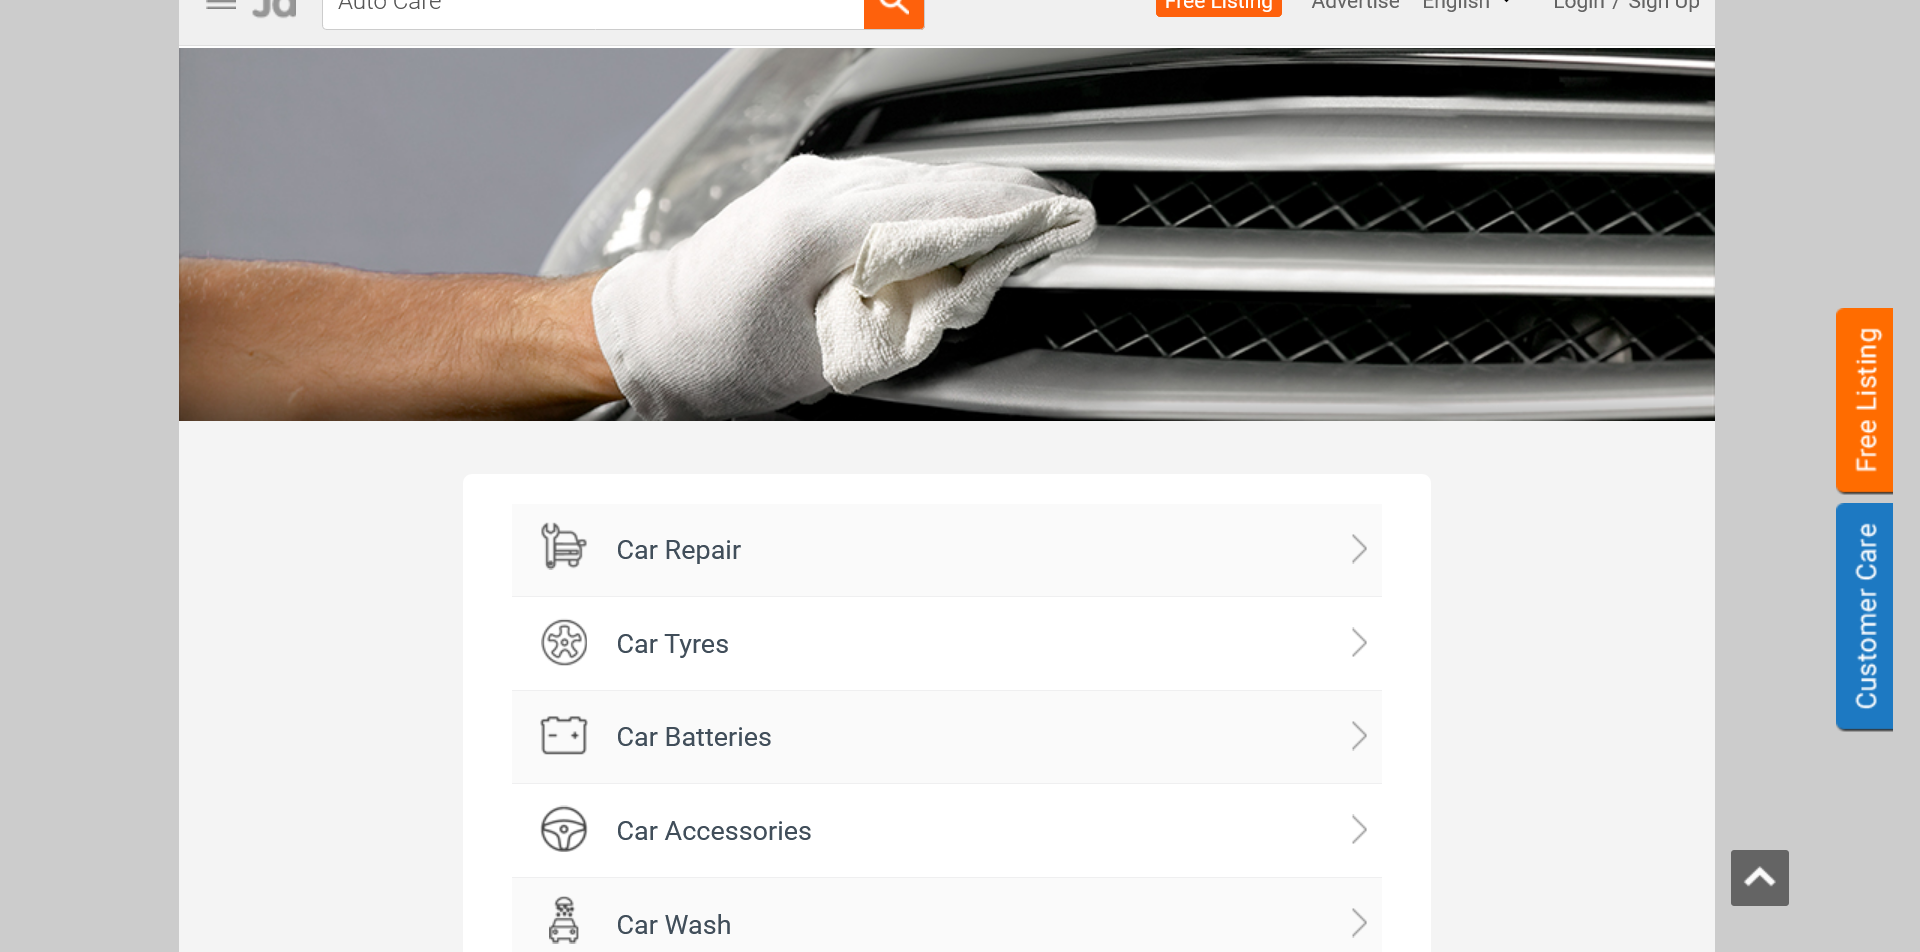 Jd
Auto Care
Free Listing
Advertise
English
Login / Sign Up
Car Repair
Car Tyres
Car Batteries
Car Accessories
Car Wash
Free Listing
Customer Care